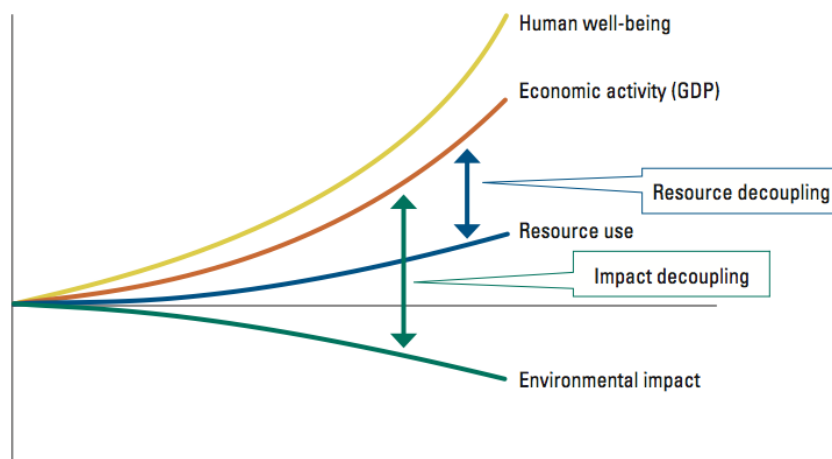 Human well-being
Economic activity (GDP)
Resource decoupling
Resource use
Impact decoupling
Environmental impact